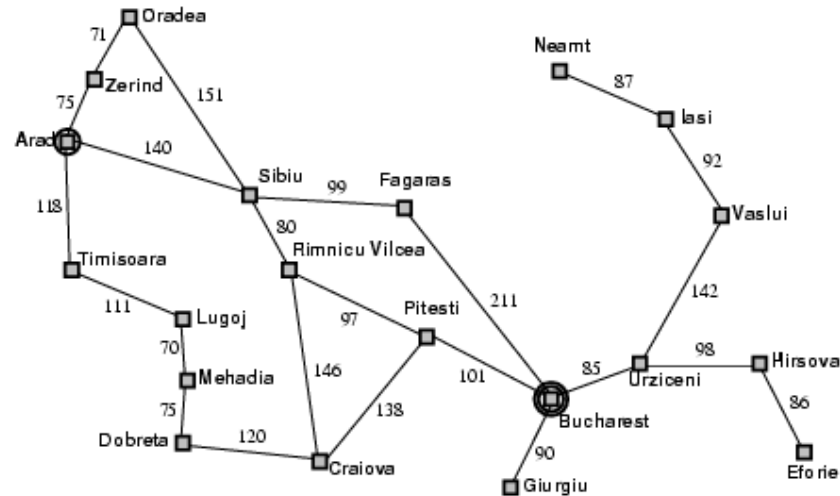 Oradea
71
Neamt
Zerind
87
75
151
Iasi
Arad
140
92
Sibiu
99
Fagaras
118
80
Vaslui
Timisoara
Rimnicu Vilcea
111
211
142
Lugoj
97
Pitesti
70
98
146
101
85
Hirsova
Mehadia
Urziceni
75
138
86
120
Bucharest
Dobreta
90
Craiova
Eforie
Giurgiu